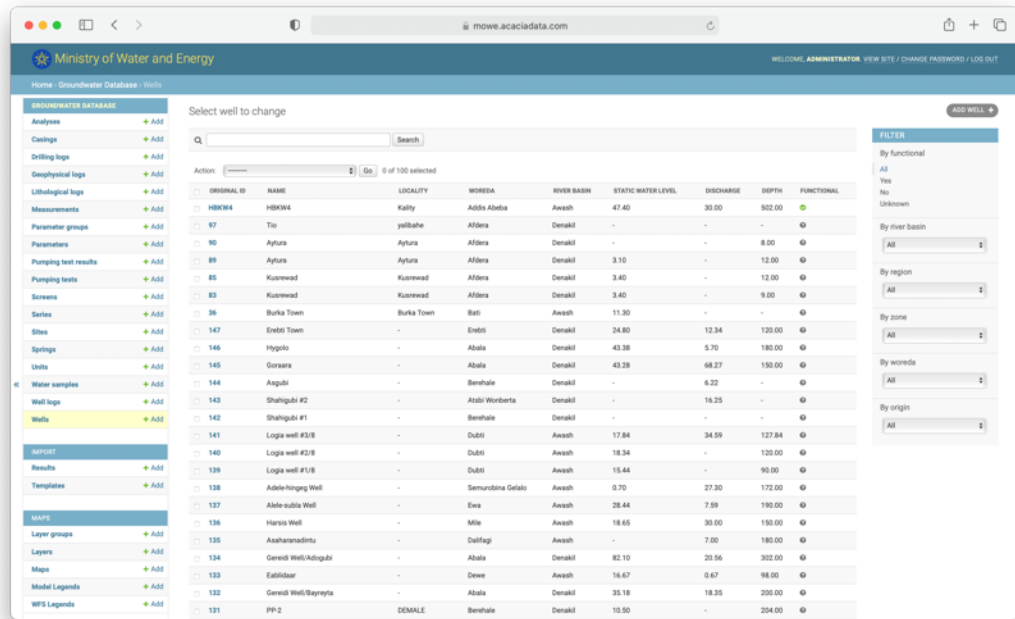 mowe.acaciadata.com
Ministry of Water and Energy
WELCOME, ADMINISTRATOR. VIEW SITE / CHANGE PASSWORD / LOG OUT
Home › Groundwater Database › Wells
GROUNDWATER DATABASE
Analyses + Add
Casings + Add
Drilling logs + Add
Geophysical logs + Add
Lithological logs + Add
Measurements + Add
Parameter groups + Add
Parameters + Add
Pumping test results + Add
Pumping tests + Add
Screens + Add
Series + Add
Sites + Add
Springs + Add
Units + Add
Water samples + Add
Well logs + Add
Wells + Add
«
IMPORT
Results + Add
Templates + Add
MAPS
Layer groups + Add
Layers + Add
Maps + Add
Model Legends + Add
WFS Legends + Add
Select well to change
ADD WELL +
Search
Action: --------- Go 0 of 100 selected
ORIGINAL ID NAME LOCALITY WOREDA RIVER BASIN STATIC WATER LEVEL DISCHARGE DEPTH FUNCTIONAL
HBKW4 HBKW4 Kality Addis Abeba Awash 47.40 30.00 502.00
97 Tio yalibahe Afdera Denakil - - -
90 Aytura Aytura Afdera Denakil - - 8.00
89 Aytura Aytura Afdera Denakil 3.10 - 12.00
85 Kusrewad Kusrewad Afdera Denakil 3.40 - 12.00
83 Kusrewad Kusrewad Afdera Denakil 3.40 - 9.00
36 Burka Town Burka Town Bati Awash 11.30 - -
147 Erebti Town - Erebti Denakil 24.80 12.34 120.00
146 Hygolo - Abala Denakil 43.38 5.70 180.00
145 Goraara - Abala Denakil 43.28 68.27 150.00
144 Asgubi - Berehale Denakil - 6.22 -
143 Shahigubi #2 - Atsbi Wonberta Denakil - 16.25 -
142 Shahigubi #1 - Berehale Denakil - - -
141 Logia well #3/8 - Dubti Awash 17.84 34.59 127.84
140 Logia well #2/8 - Dubti Awash 18.34 - 120.00
139 Logia well #1/8 - Dubti Awash 15.44 - 90.00
138 Adele-hingeg Well - Semurobina Gelalo Awash 0.70 27.30 172.00
137 Alele-subla Well - Ewa Awash 28.44 7.59 190.00
136 Harsis Well - Mile Awash 18.65 30.00 150.00
135 Asaharanadintu - Dalifagi Awash - 7.00 180.00
134 Gereidi Well/Adogubi - Abala Denakil 82.10 20.56 302.00
133 Eablidaar - Dewe Awash 16.67 0.67 98.00
132 Gereidi Well/Bayreyta - Abala Denakil 35.18 18.35 200.00
131 PP-2 DEMALE Berehale Denakil 10.50 - 204.00
FILTER
By functional
All
Yes
No
Unknown
By river basin
All
By region
All
By zone
All
By woreda
All
By origin
All